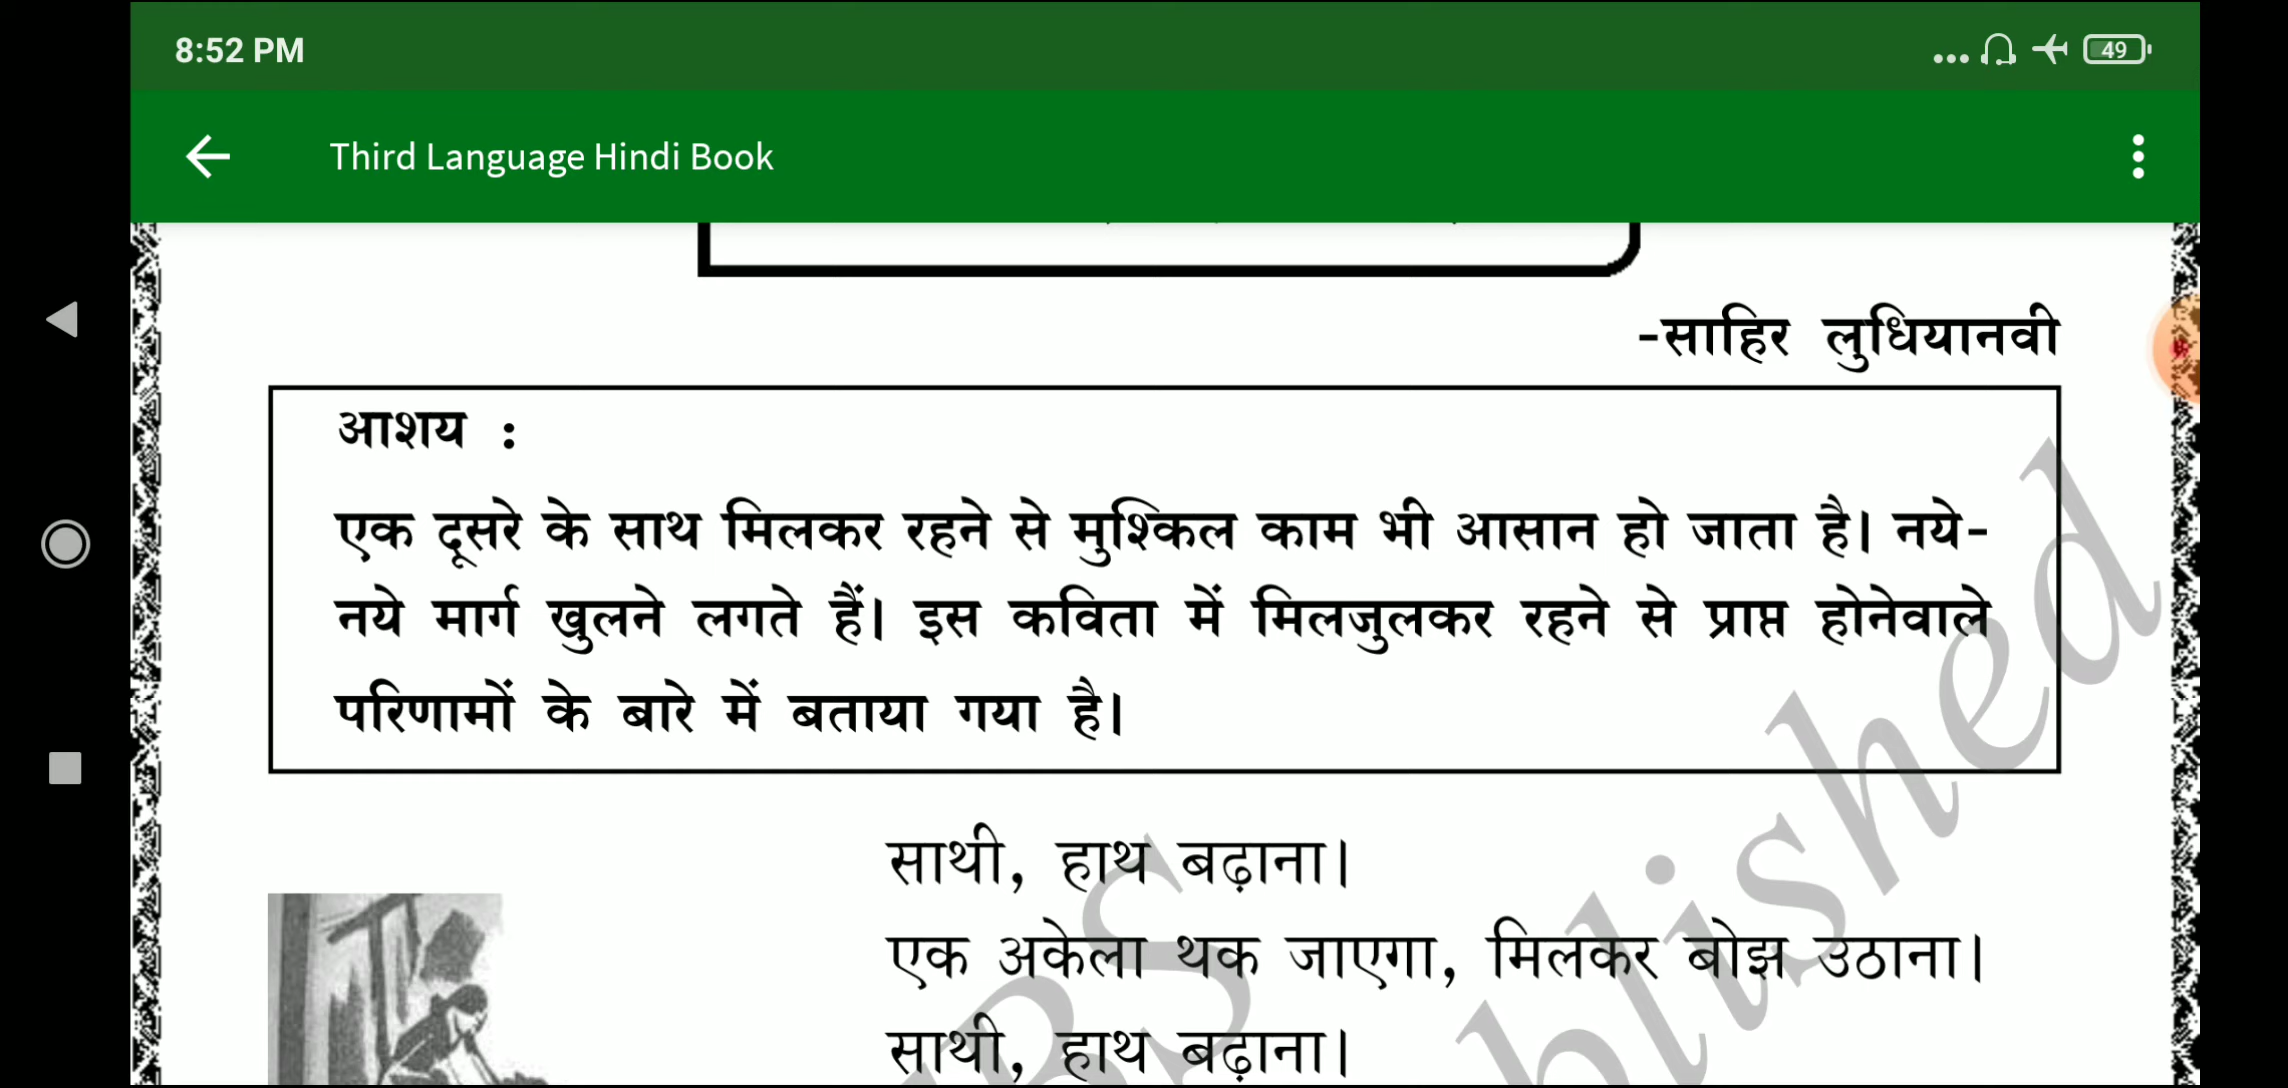 8:52 PM
49
Third Language Hindi Book
-साहिर लुधियानवी
आशय :
एक दूसरे के साथ मिलकर रहने से मुश्किल काम भी आसान हो जाता है। नये-
नये मार्ग खुलने लगते हैं। इस कविता में मिलजुलकर रहने से प्राप्त होनेवाले
परिणामों के बारे में बताया गया है।
साथी, हाथ बढ़ाना।
एक अकेला थक जाएगा, मिलकर बोझ उठाना।
साथी, हाथ बढ़ाना।